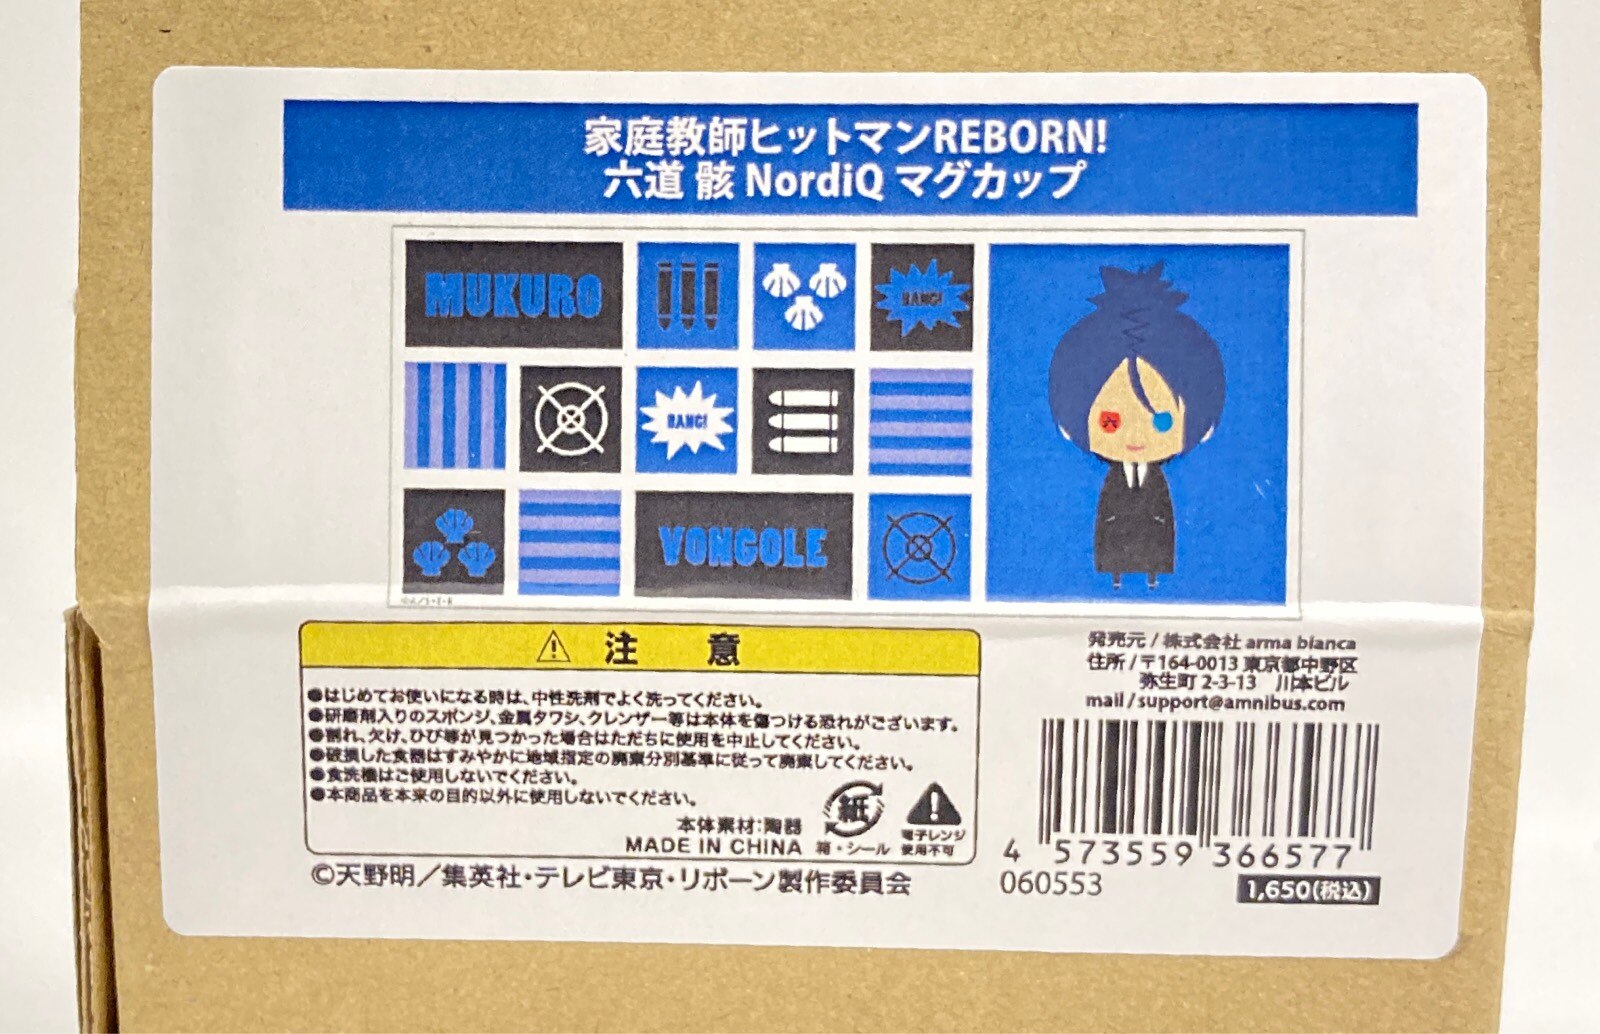 家庭教師ヒットマンREBORN!
六道 骸 NordiQ マグカップ
MUKURO
BANG!
BANG!
VONGOLE
六
⚠ 注 意
●はじめてお使いになる時は、中性洗剤でよく洗ってください。
●研磨剤入りのスポンジ、金属タワシ、クレンザー等は本体を傷つける恐れがございます。
●割れ、欠け、ひび等が見つかった場合はただちに使用を中止してください。
●破損した食器はすみやかに地域指定の廃棄分別基準に従って廃棄してください。
●食洗機はご使用しないでください。
●本商品を本来の目的以外に使用しないでください。
本体素材:陶器
MADE IN CHINA
紙
箱・シール
電子レンジ
使用不可
©天野明/集英社・テレビ東京・リボーン製作委員会
発売元/株式会社 arma bianca
住所/〒164-0013 東京都中野区
弥生町 2-3-13 川本ビル
mail/support@amnibus.com
4 573559 366577
060553
1,650(税込)